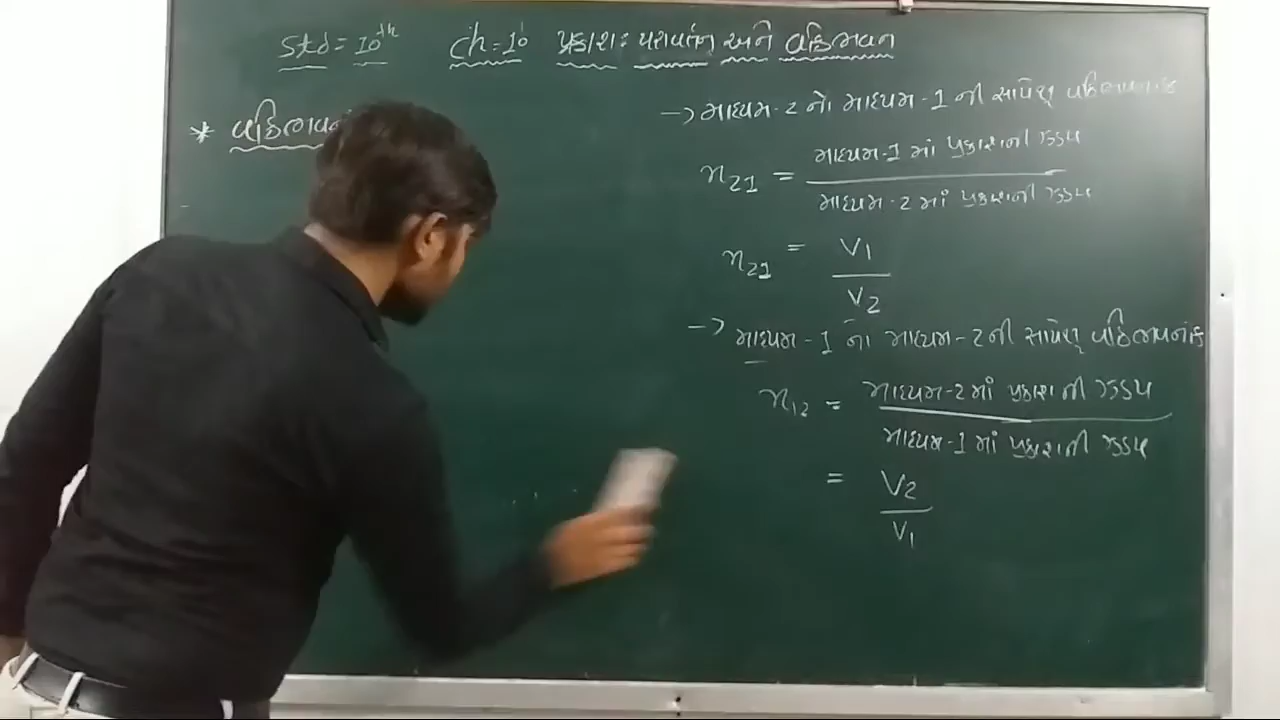 Std = 10th Ch = 10 પ્રકાશ : પરાવર્તન અને વક્રીભવન
* વક્રીભવનાં
→ માધ્યમ - 2 નો માધ્યમ - 1 ની સાપેક્ષ વક્રીભવનાંક
n21 = માધ્યમ-1 માં પ્રકાશની ઝડપ
માધ્યમ - 2 માં પ્રકાશની ઝડપ
n21 = V1
V2
→ માધ્યમ - 1 નો માધ્યમ - 2 ની સાપેક્ષ વક્રીભવનાંક
n12 = માધ્યમ-2 માં પ્રકાશ ની ઝડપ
માધ્યમ-1 માં પ્રકાશની ઝડપ
= V2
V1